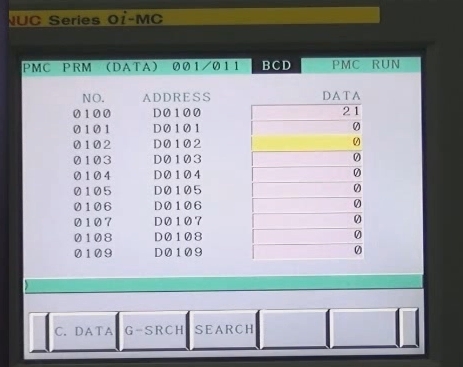 NUC Series 0i-MC
PMC PRM (DATA) 001/011 BCD PMC RUN
NO. ADDRESS DATA
0100 D0100 21
0101 D0101 0
0102 D0102 0
0103 D0103 0
0104 D0104 0
0105 D0105 0
0106 D0106 0
0107 D0107 0
0108 D0108 0
0109 D0109 0
)
C. DATA G-SRCH SEARCH